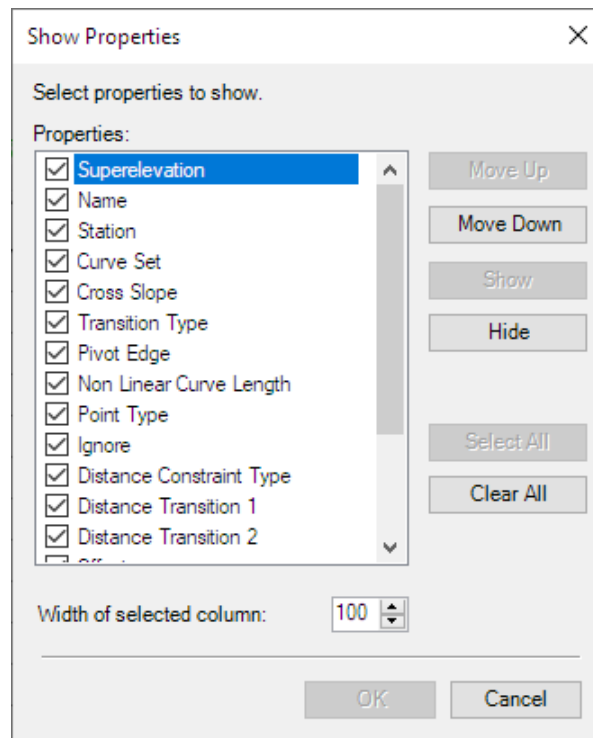 Show Properties
Select properties to show.
Properties:
Superelevation
Name
Station
Curve Set
Cross Slope
Transition Type
Pivot Edge
Non Linear Curve Length
Point Type
Ignore
Distance Constraint Type
Distance Transition 1
Distance Transition 2
Move Up
Move Down
Show
Hide
Select All
Clear All
Width of selected column: 100
OK Cancel